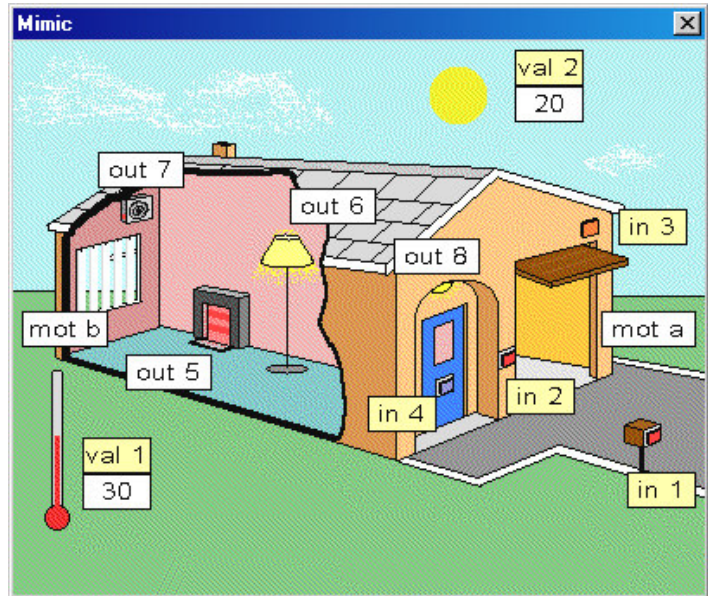 Mimic
val 2
20
out 7
out 6
in 3
out 8
mot b
mot a
out 5
in 4
in 2
val 1
30
in 1